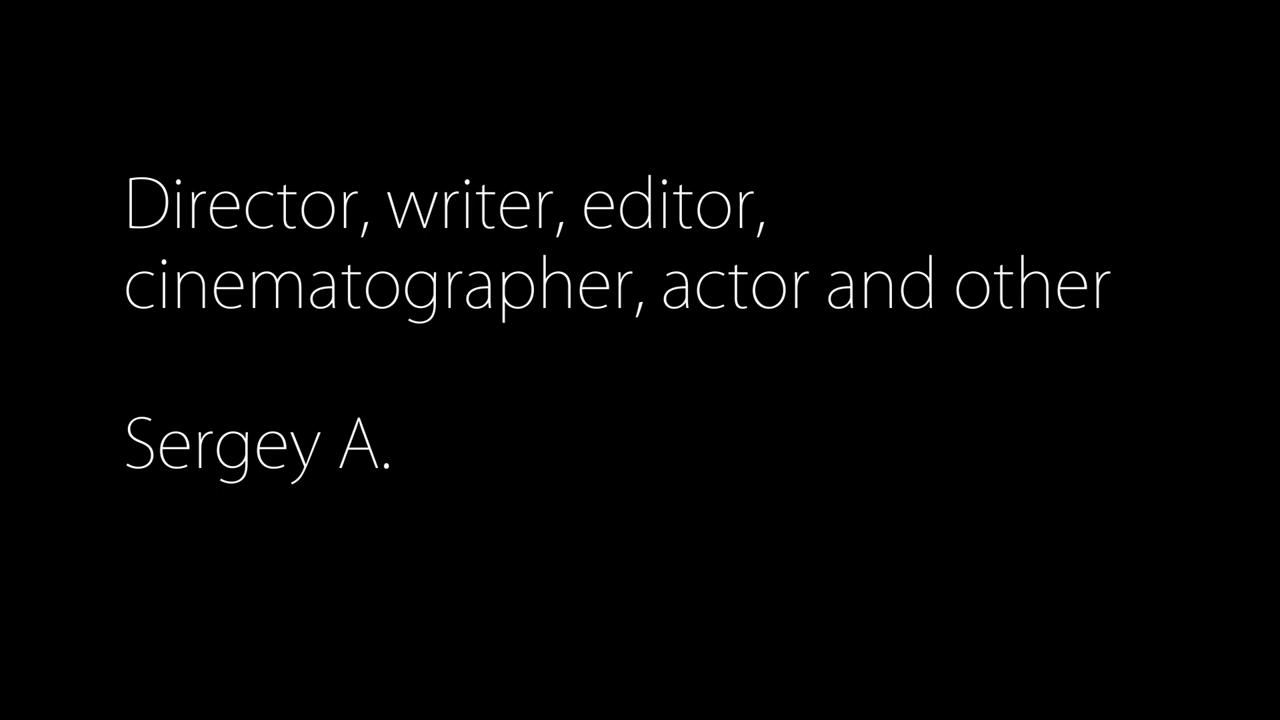 Director, writer, editor,
cinematographer, actor and other
Sergey A.